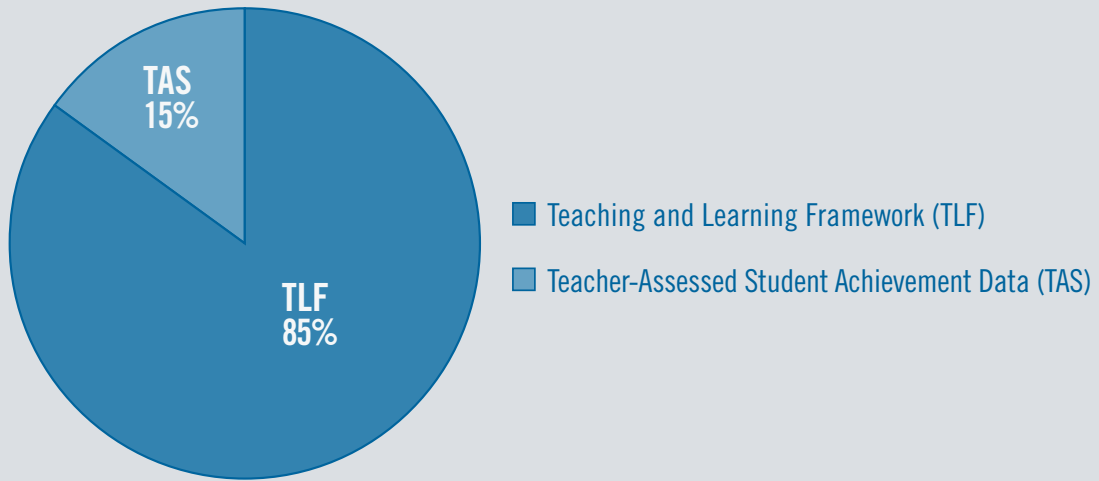 TAS
15%
TLF
85%
Teaching and Learning Framework (TLF)
Teacher-Assessed Student Achievement Data (TAS)